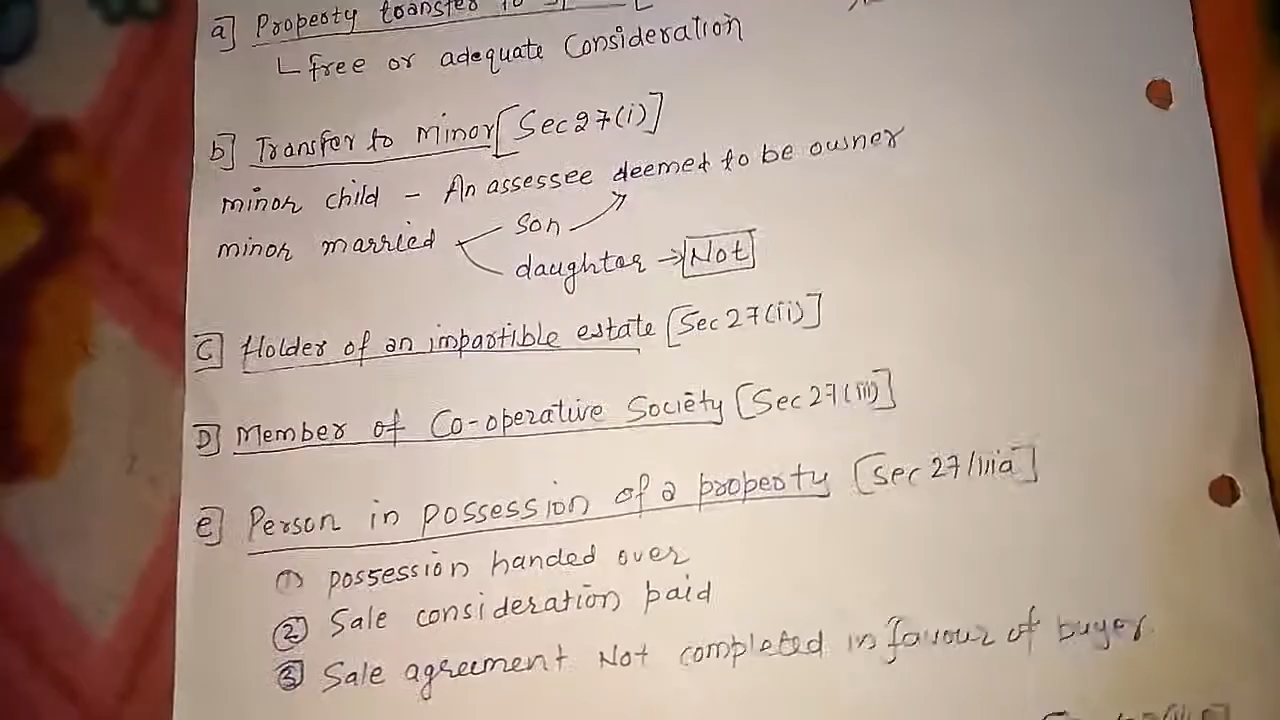 a] Property transfer to
└ free or adequate Consideration
b] Transfer to minor [Sec 27(i)]
minor child - An assessee deemed to be owner
minor married son
daughter → Not
C] Holder of an impartible estate [Sec 27(ii)]
D] Member of Co-operative Society [Sec 27(iii)]
e] Person in possession of a property [Sec 27/iiia]
① possession handed over
② Sale consideration paid
③ Sale agreement Not completed in favour of buyer.